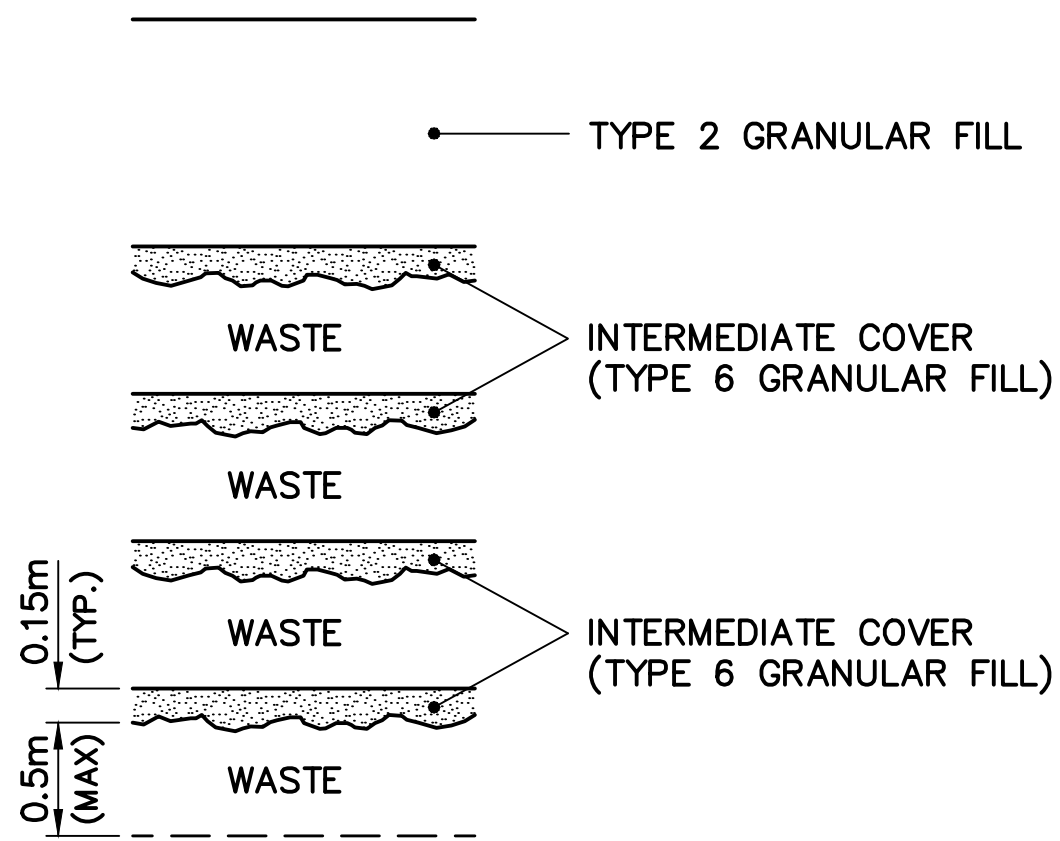 TYPE 2 GRANULAR FILL
WASTE
INTERMEDIATE COVER
(TYPE 6 GRANULAR FILL)
WASTE
0.15m
(TYP.)
WASTE
INTERMEDIATE COVER
(TYPE 6 GRANULAR FILL)
0.5m
(MAX)
WASTE